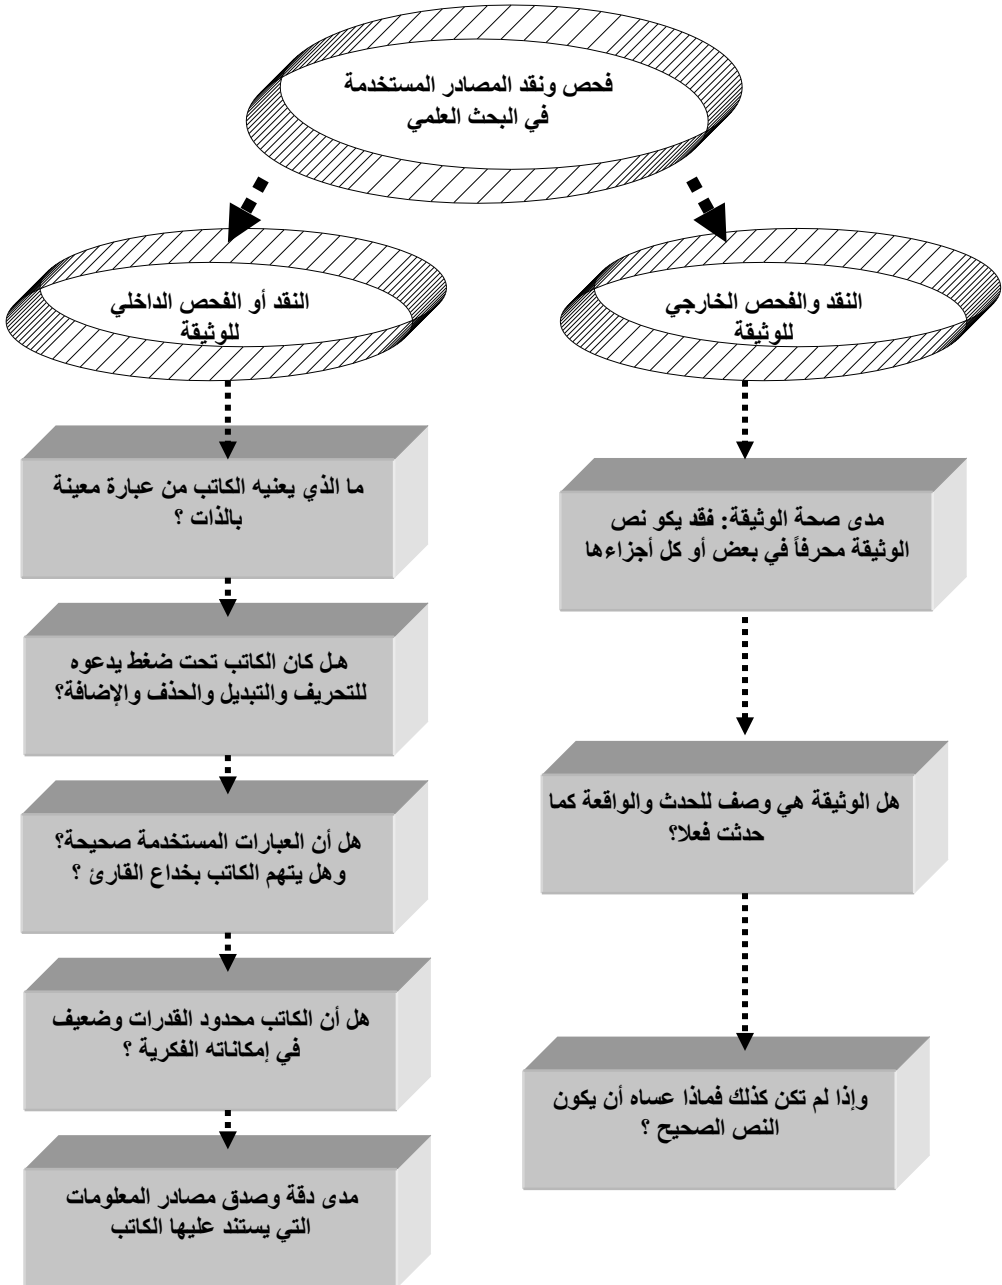 فحص ونقد المصادر المستخدمة
في البحث العلمي
النقد والفحص الخارجي
للوثيقة
مدى صحة الوثيقة: فقد يكو نص
الوثيقة محرفاً في بعض أو كل أجزاءها
هل الوثيقة هي وصف للحدث والواقعة كما
حدثت فعلا؟
وإذا لم تكن كذلك فماذا عساه أن يكون
النص الصحيح ؟
النقد أو الفحص الداخلي
للوثيقة
ما الذي يعنيه الكاتب من عبارة معينة
بالذات ؟
هل كان الكاتب تحت ضغط يدعوه
للتحريف والتبديل والحذف والإضافة؟
هل أن العبارات المستخدمة صحيحة؟
وهل يتهم الكاتب بخداع القارئ ؟
هل أن الكاتب محدود القدرات وضعيف
في إمكاناته الفكرية ؟
مدى دقة وصدق مصادر المعلومات
التي يستند عليها الكاتب